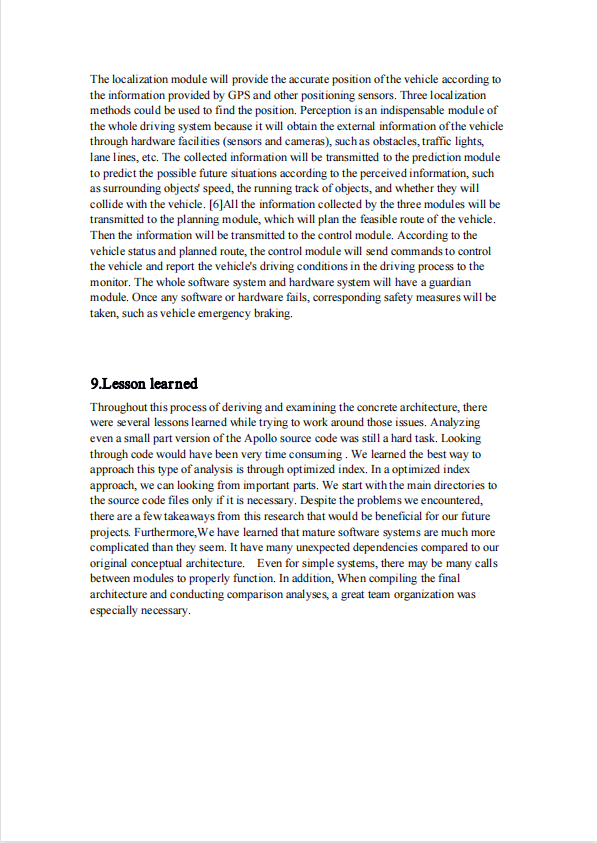 The localization module will provide the accurate position of the vehicle according to
the information provided by GPS and other positioning sensors. Three localization
methods could be used to find the position. Perception is an indispensable module of
the whole driving system because it will obtain the external information of the vehicle
through hardware facilities (sensors and cameras), such as obstacles, traffic lights,
lane lines, etc. The collected information will be transmitted to the prediction module
to predict the possible future situations according to the perceived information, such
as surrounding objects' speed, the running track of objects, and whether they will
collide with the vehicle. [6]All the information collected by the three modules will be
transmitted to the planning module, which will plan the feasible route of the vehicle.
Then the information will be transmitted to the control module. According to the
vehicle status and planned route, the control module will send commands to control
the vehicle and report the vehicle's driving conditions in the driving process to the
monitor. The whole software system and hardware system will have a guardian
module. Once any software or hardware fails, corresponding safety measures will be
taken, such as vehicle emergency braking.
9.Lesson learned
Throughout this process of deriving and examining the concrete architecture, there
were several lessons learned while trying to work around those issues. Analyzing
even a small part version of the Apollo source code was still a hard task. Looking
through code would have been very time consuming . We learned the best way to
approach this type of analysis is through optimized index. In a optimized index
approach, we can looking from important parts. We start with the main directories to
the source code files only if it is necessary. Despite the problems we encountered,
there are a few takeaways from this research that would be beneficial for our future
projects. Furthermore,We have learned that mature software systems are much more
complicated than they seem. It have many unexpected dependencies compared to our
original conceptual architecture. Even for simple systems, there may be many calls
between modules to properly function. In addition, When compiling the final
architecture and conducting comparison analyses, a great team organization was
especially necessary.